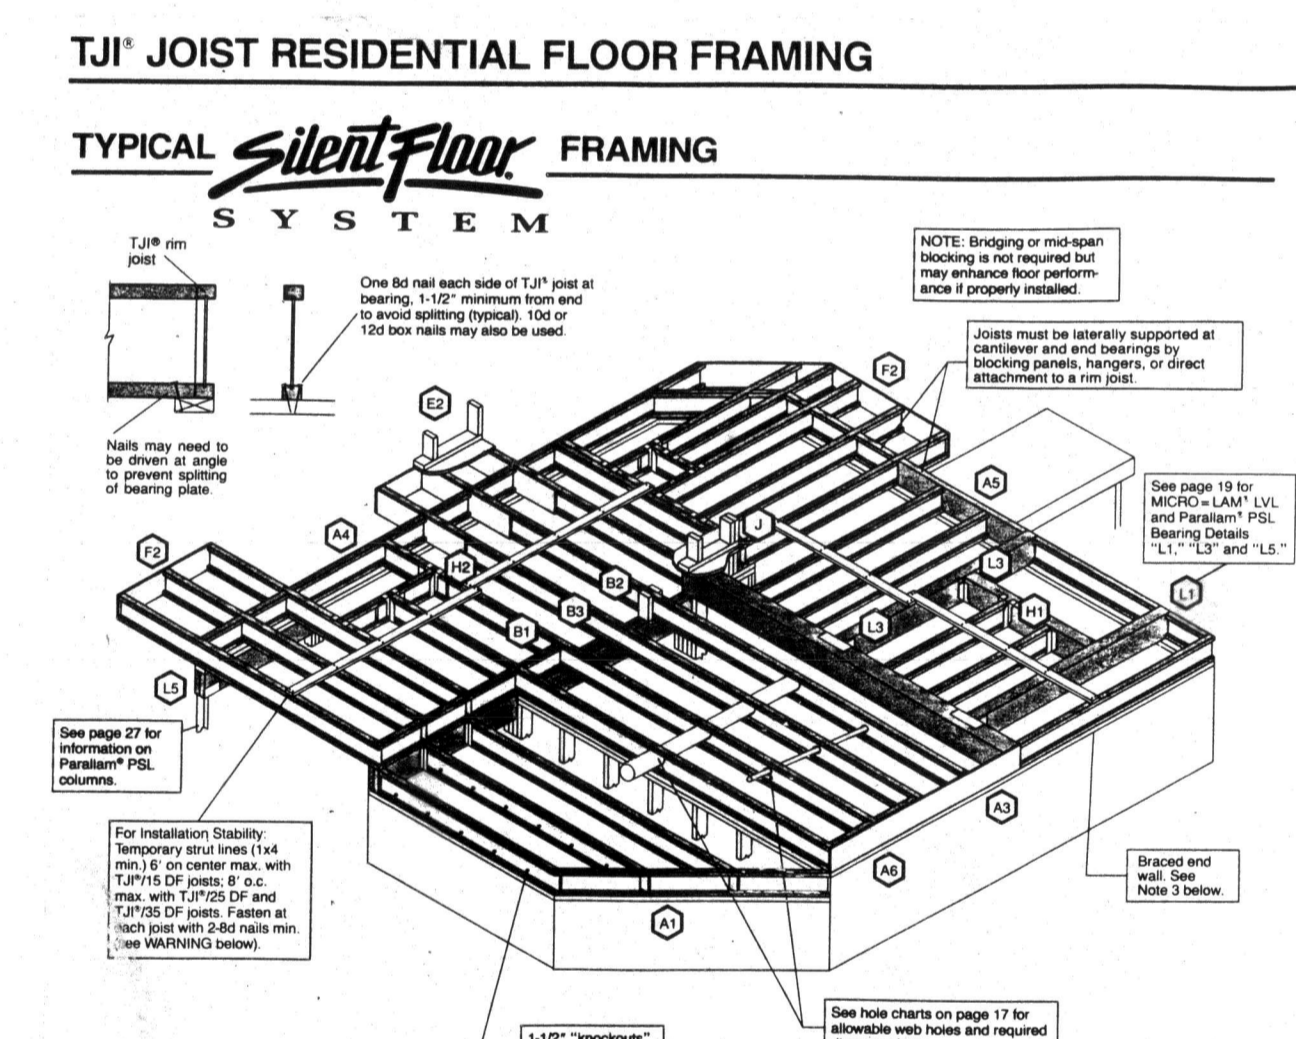 TJI® JOIST RESIDENTIAL FLOOR FRAMING
TYPICAL Silent Floor® FRAMING
SYSTEM
TJI® rim
joist
One 8d nail each side of TJI® joist at
bearing, 1-1/2" minimum from end
to avoid splitting (typical). 10d or
12d box nails may also be used.
Nails may need to
be driven at angle
to prevent splitting
of bearing plate.
NOTE: Bridging or mid-span
blocking is not required but
may enhance floor perform-
ance if properly installed.
Joists must be laterally supported at
cantilever and end bearings by
blocking panels, hangers, or direct
attachment to a rim joist.
F2
E2
A5
See page 19 for
MICRO=LAM® LVL
and Parallam® PSL
Bearing Details
"L1," "L3" and "L5."
J
A4
F2
H2
B2
L3
L1
B3
H1
B1
L3
L5
See page 27 for
information on
Parallam® PSL
columns.
A3
For Installation Stability:
Temporary strut lines (1x4
min.) 6' on center max. with
TJI®/15 DF joists; 8' o.c.
max. with TJI®/25 DF and
TJI®/35 DF joists. Fasten at
each joist with 2-8d nails min.
(see WARNING below).
A6
Braced end
wall. See
Note 3 below.
A1
See hole charts on page 17 for
allowable web holes and required
1-1/2" "knockouts"